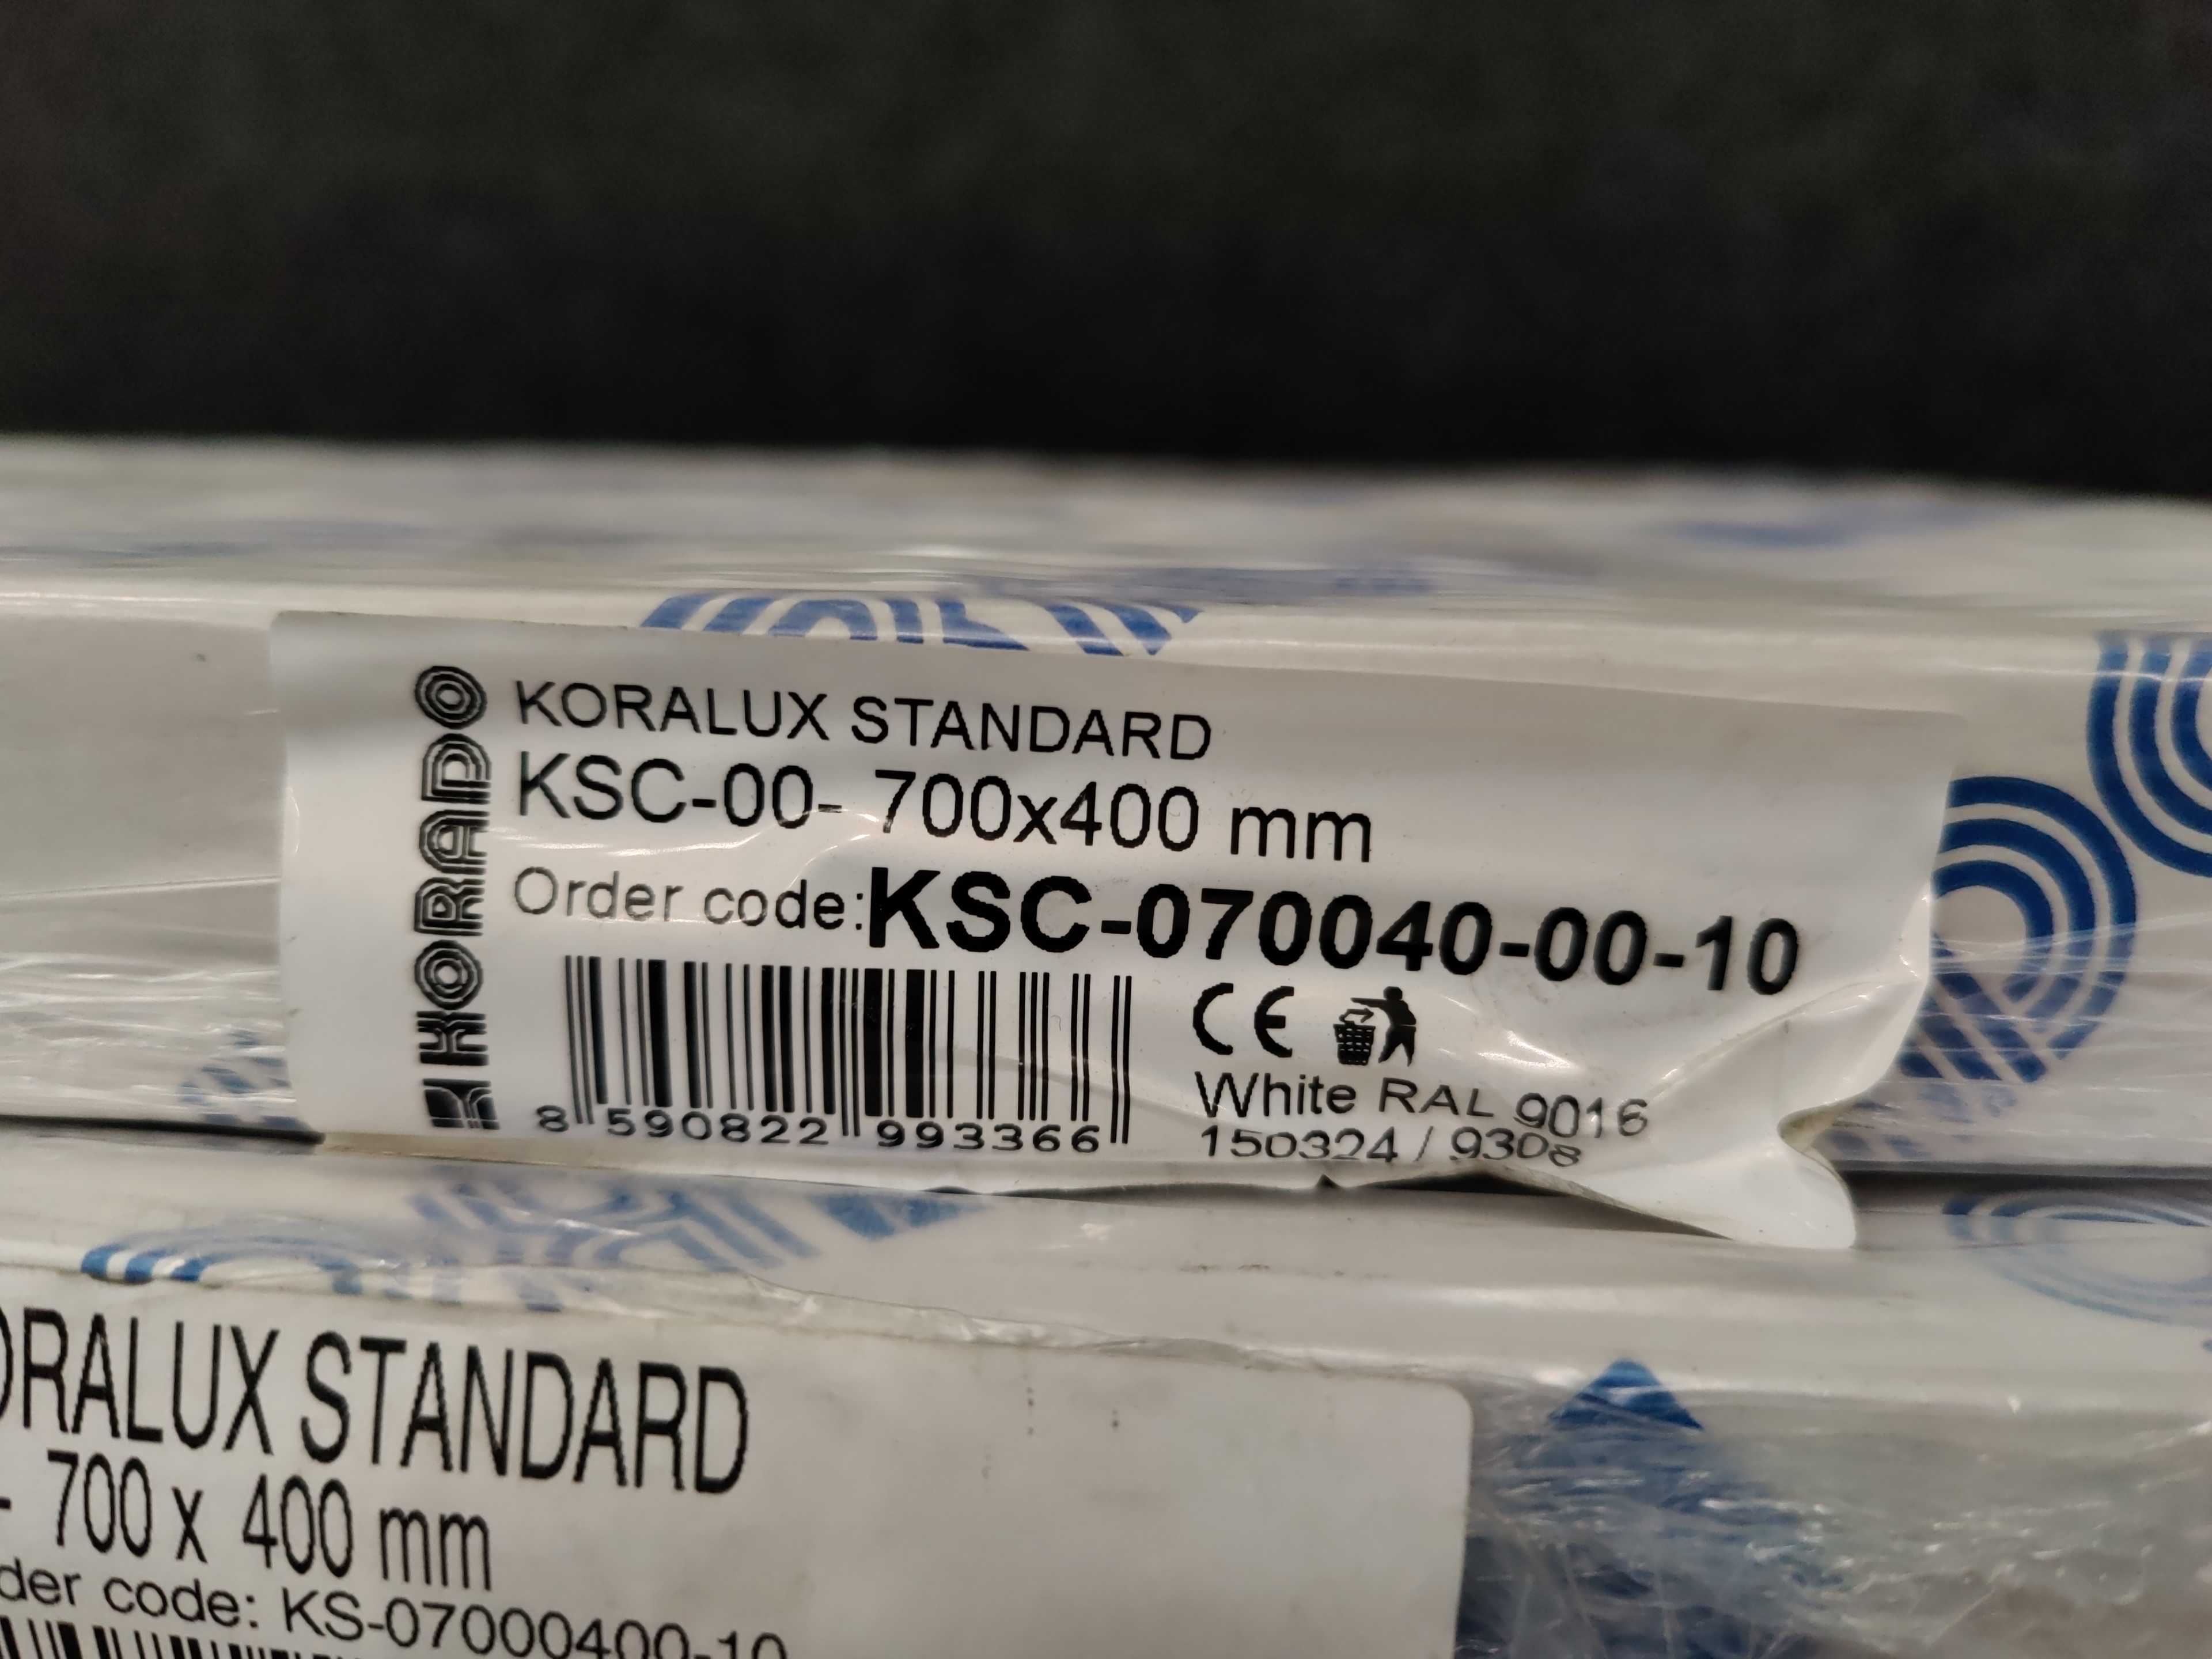 KORADO
KORALUX STANDARD
KSC-00- 700x400 mm
Order code:KSC-070040-00-10
CE
White RAL 9016
150324 / 9308
8 590822 993366
ORALUX STANDARD
- 700 x 400 mm
der code: KS-07000400-10